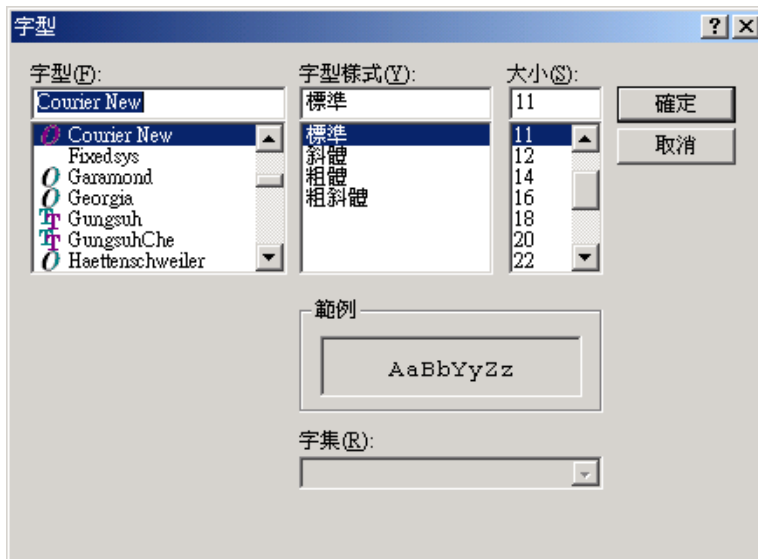 字型
字型(F): 字型樣式(Y): 大小(S):
Courier New 標準 11 確定
Courier New 標準 11 取消
Fixedsys 斜體 12
Garamond 粗體 14
Georgia 粗斜體 16
Gungsuh 18
GungsuhChe 20
Haettenschweiler 22
範例
AaBbYyZz
字集(R):